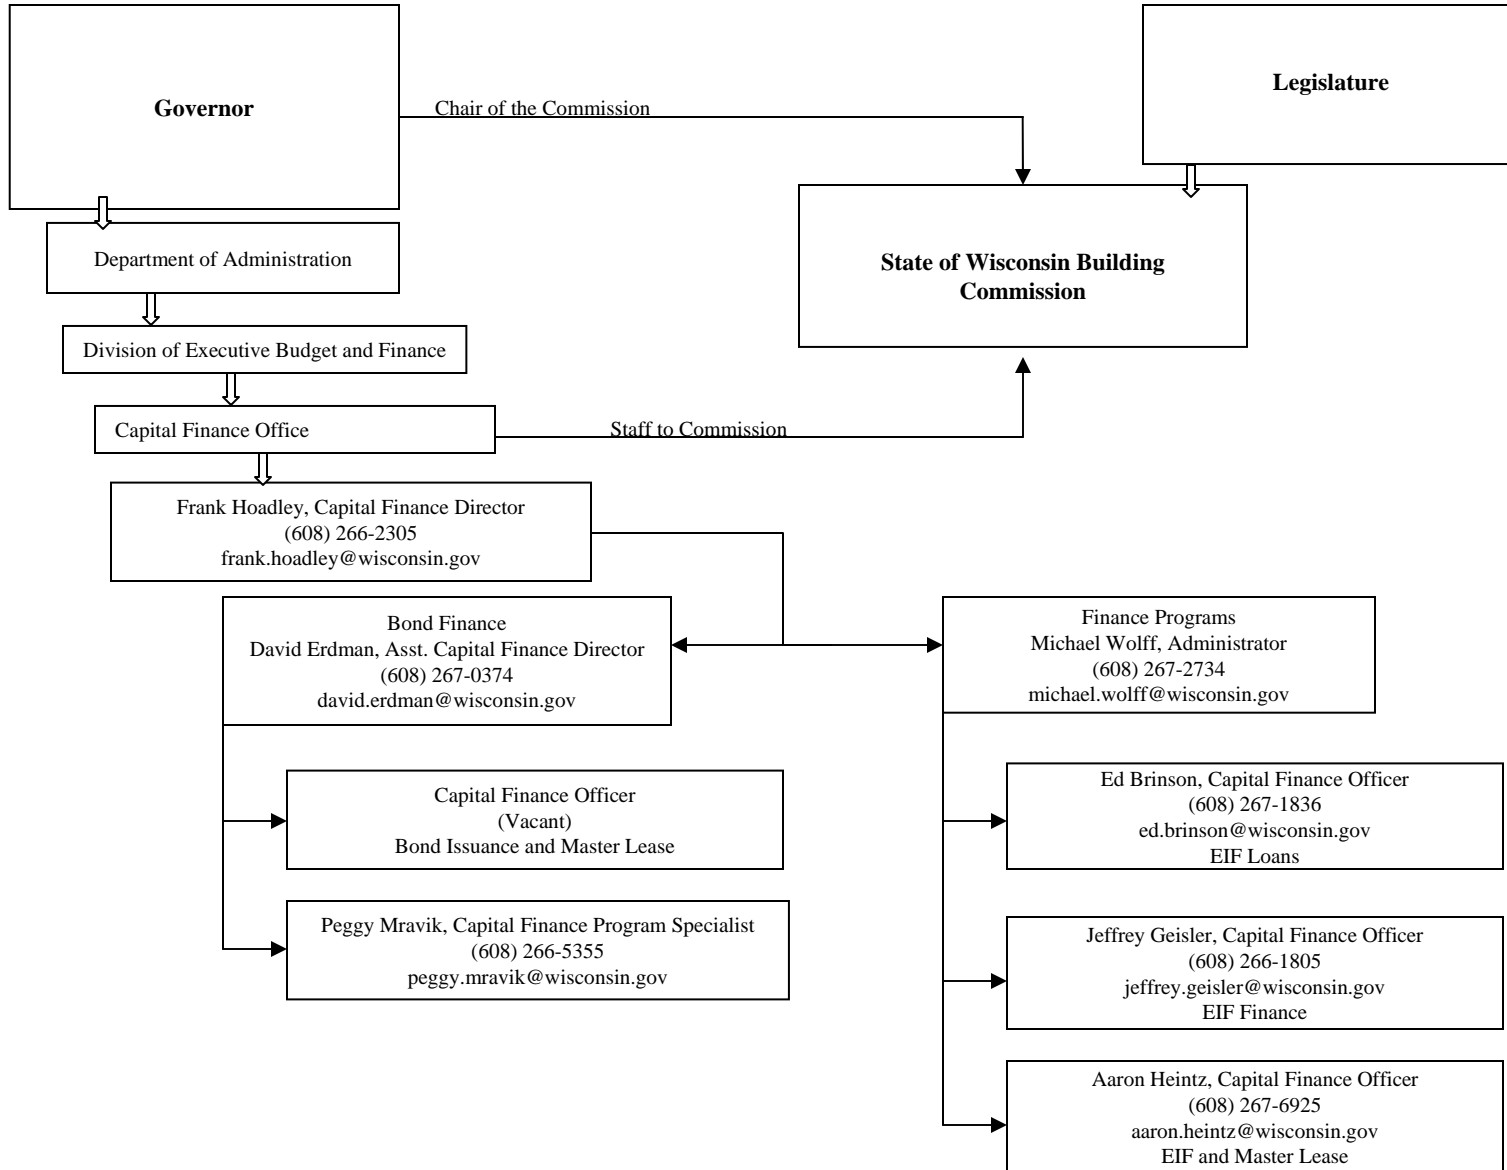 Governor
Chair of the Commission
Legislature
Department of Administration
State of Wisconsin Building
Commission
Division of Executive Budget and Finance
Capital Finance Office
Staff to Commission
Frank Hoadley, Capital Finance Director
(608) 266-2305
frank.hoadley@wisconsin.gov
Bond Finance
David Erdman, Asst. Capital Finance Director
(608) 267-0374
david.erdman@wisconsin.gov
Finance Programs
Michael Wolff, Administrator
(608) 267-2734
michael.wolff@wisconsin.gov
Capital Finance Officer
(Vacant)
Bond Issuance and Master Lease
Ed Brinson, Capital Finance Officer
(608) 267-1836
ed.brinson@wisconsin.gov
EIF Loans
Peggy Mravik, Capital Finance Program Specialist
(608) 266-5355
peggy.mravik@wisconsin.gov
Jeffrey Geisler, Capital Finance Officer
(608) 266-1805
jeffrey.geisler@wisconsin.gov
EIF Finance
Aaron Heintz, Capital Finance Officer
(608) 267-6925
aaron.heintz@wisconsin.gov
EIF and Master Lease